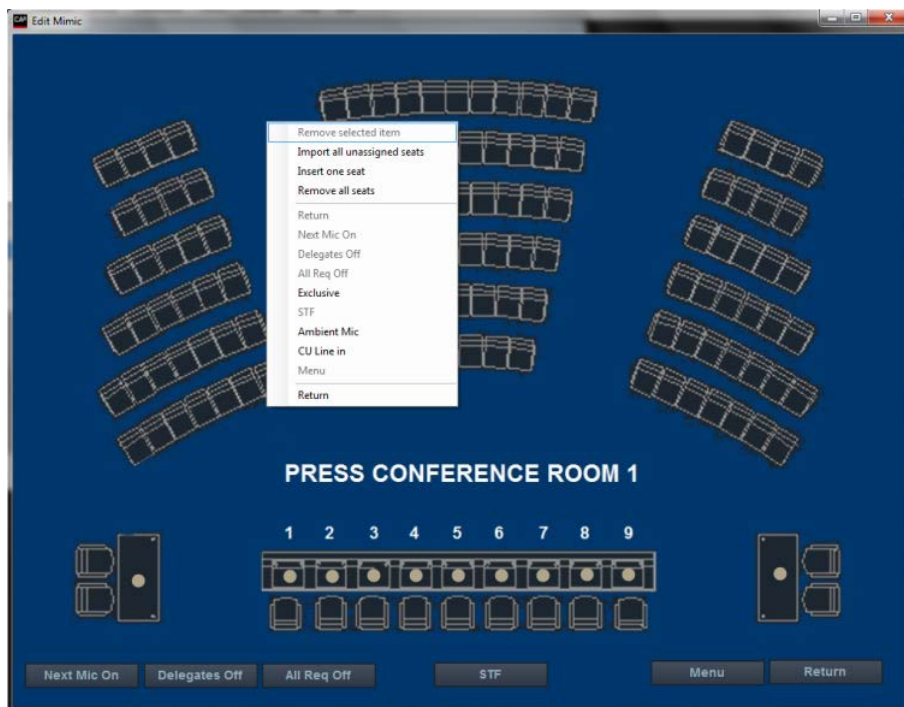 CAP Edit Mimic
Remove selected item
Import all unassigned seats
Insert one seat
Remove all seats
Return
Next Mic On
Delegates Off
All Req Off
Exclusive
STF
Ambient Mic
CU Line in
Menu
Return
PRESS CONFERENCE ROOM 1
1 2 3 4 5 6 7 8 9
Next Mic On Delegates Off All Req Off STF Menu Return